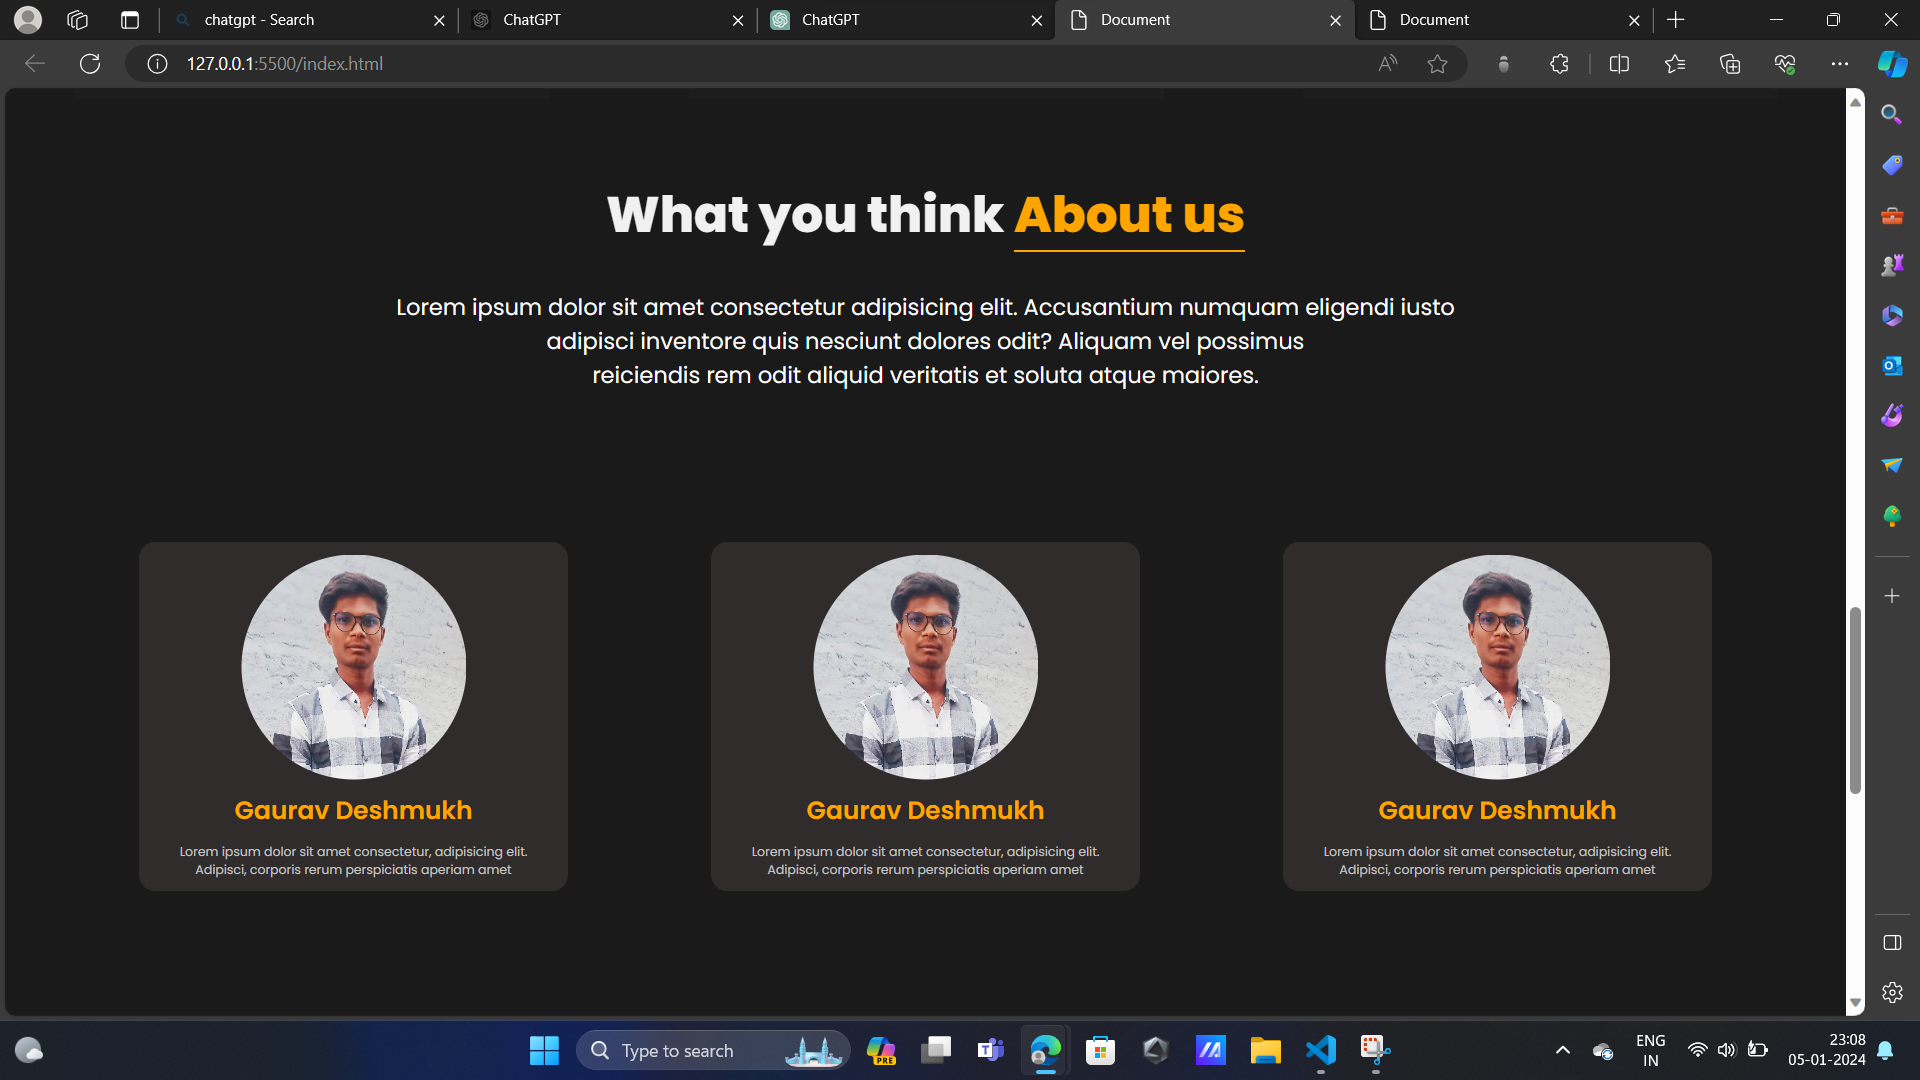 chatgpt - Search
ChatGPT
ChatGPT
Document
Document
127.0.0.1:5500/index.html
What you think About us
Lorem ipsum dolor sit amet consectetur adipisicing elit. Accusantium numquam eligendi iusto
adipisci inventore quis nesciunt dolores odit? Aliquam vel possimus
reiciendis rem odit aliquid veritatis et soluta atque maiores.
Gaurav Deshmukh
Lorem ipsum dolor sit amet consectetur, adipisicing elit.
Adipisci, corporis rerum perspiciatis aperiam amet
Gaurav Deshmukh
Lorem ipsum dolor sit amet consectetur, adipisicing elit.
Adipisci, corporis rerum perspiciatis aperiam amet
Gaurav Deshmukh
Lorem ipsum dolor sit amet consectetur, adipisicing elit.
Adipisci, corporis rerum perspiciatis aperiam amet
Type to search
PRE
ENG
IN
23:08
05-01-2024